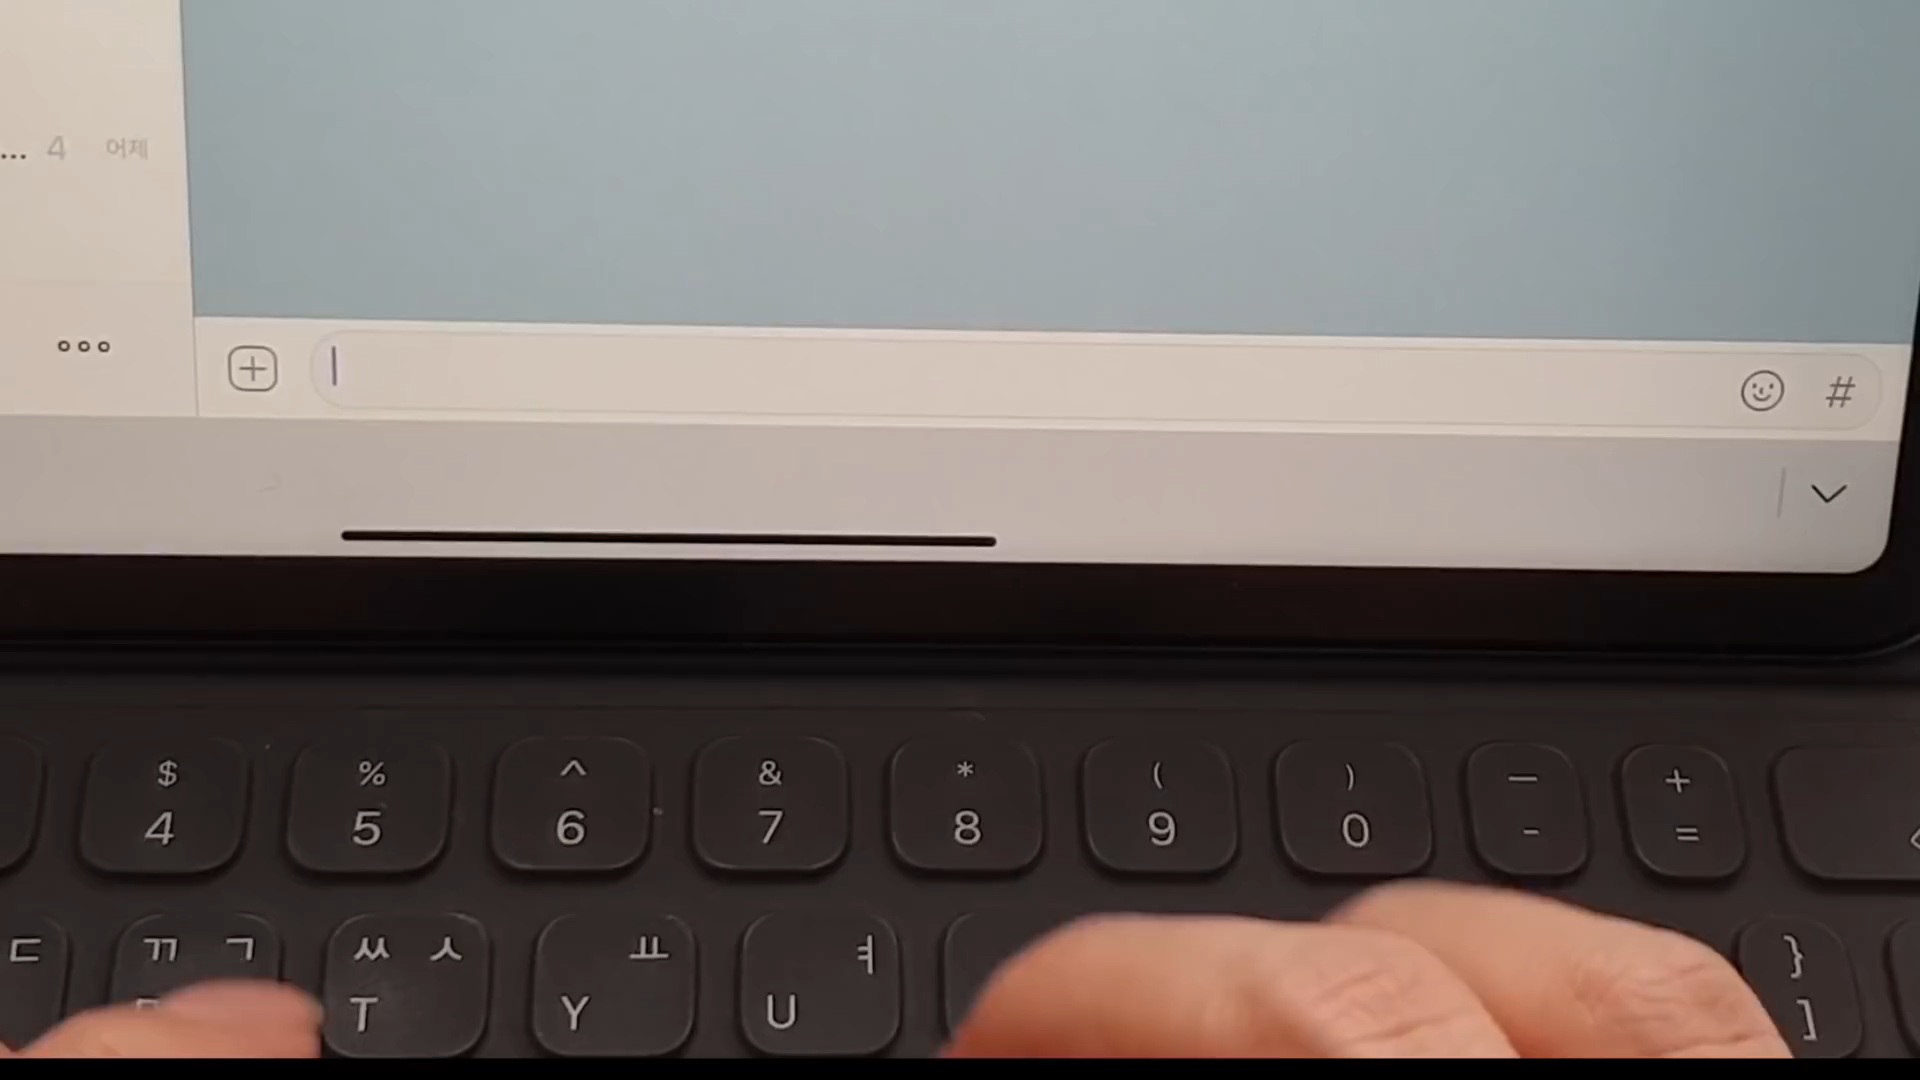 ... 4 어제
#
$ % ^ & * ( ) — +
4 5 6 7 8 9 0 - =
ㄷ ㄲ ㄱ ㅆ ㅅ ㅛ ㅕ }
T Y U ]